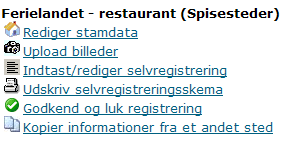 Ferielandet - restaurant (Spisesteder)
Rediger stamdata
Upload billeder
Indtast/rediger selvregistrering
Udskriv selvregistreringsskema
Godkend og luk registrering
Kopier informationer fra et andet sted